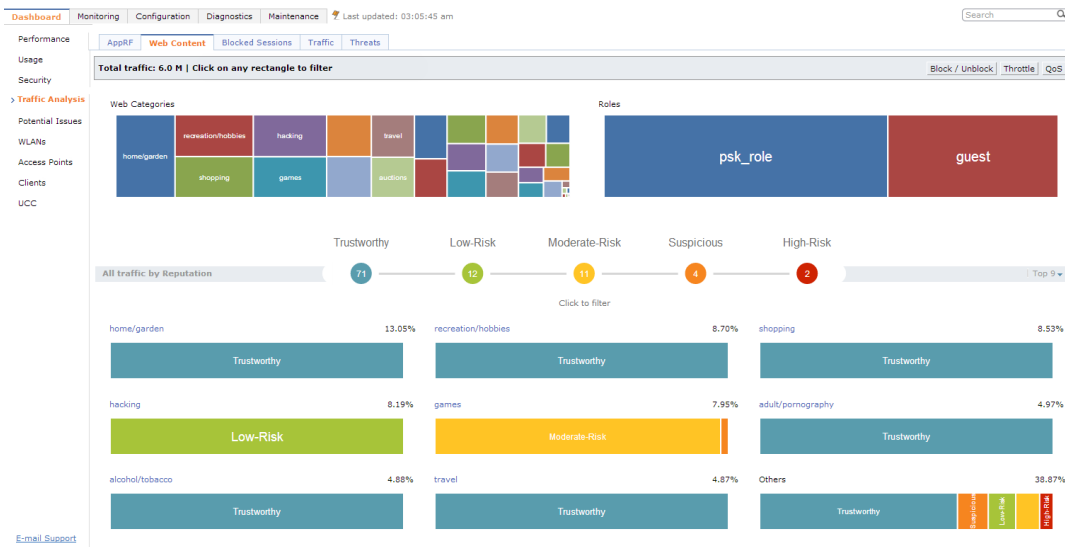 Dashboard Monitoring Configuration Diagnostics Maintenance Last updated: 03:05:45 am Search
Performance
Usage
Security
Traffic Analysis
Potential Issues
WLANs
Access Points
Clients
UCC
E-mail Support
AppRF Web Content Blocked Sessions Traffic Threats
Total traffic: 6.0 M | Click on any rectangle to filter Block / Unblock Throttle QoS
Web Categories
home/garden
recreation/hobbies hacking travel
shopping games auctions
Roles
psk_role guest
Trustworthy Low-Risk Moderate-Risk Suspicious High-Risk
All traffic by Reputation 71 12 11 4 2 Top 9
Click to filter
home/garden 13.05% recreation/hobbies 8.70% shopping 8.53%
Trustworthy Trustworthy Trustworthy
hacking 8.19% games 7.95% adult/pornography 4.97%
Low-Risk Moderate-Risk Trustworthy
alcohol/tobacco 4.88% travel 4.87% Others 38.87%
Trustworthy Trustworthy Trustworthy Suspicious Low-Risk High-Risk